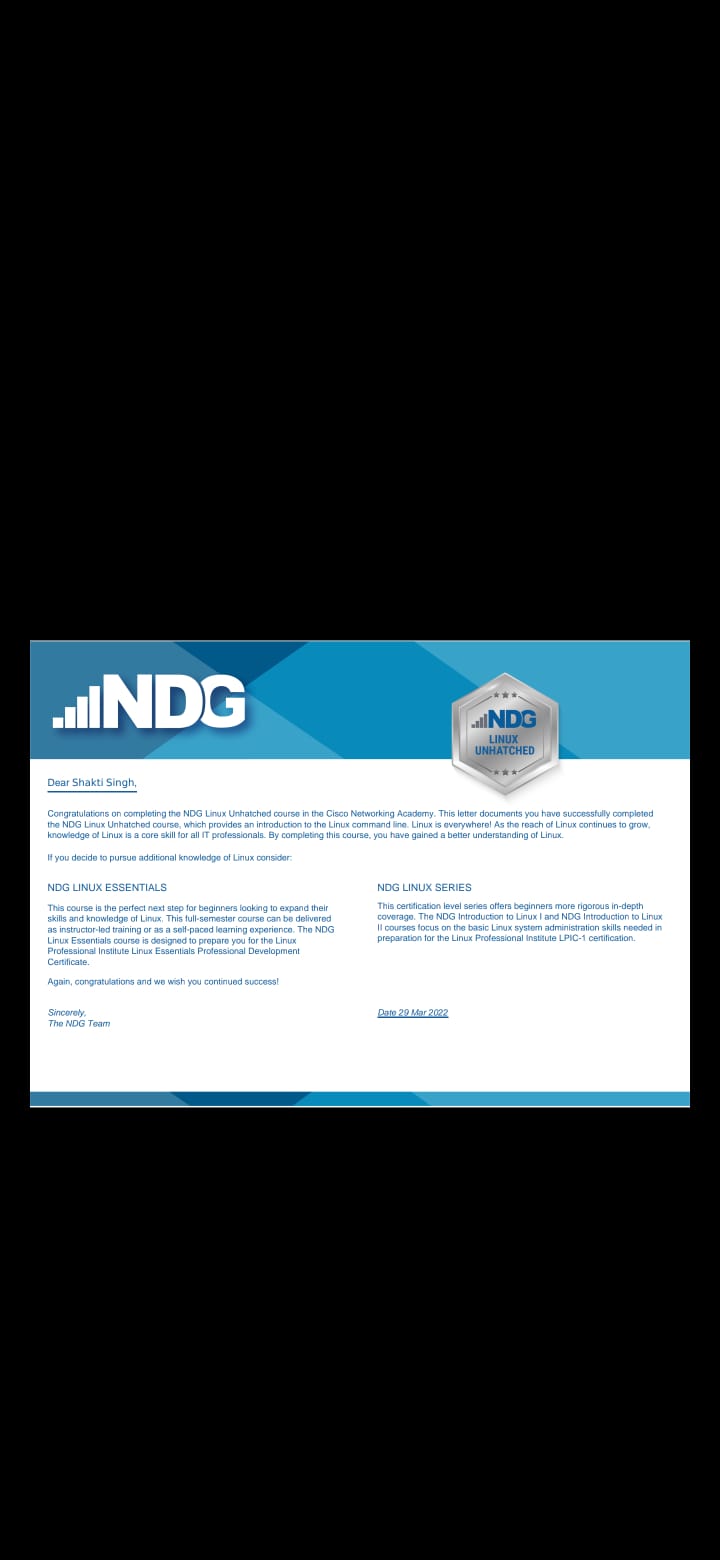 NDG
NDG
LINUX
UNHATCHED
Dear Shakti Singh,
Congratulations on completing the NDG Linux Unhatched course in the Cisco Networking Academy. This letter documents you have successfully completed
the NDG Linux Unhatched course, which provides an introduction to the Linux command line. Linux is everywhere! As the reach of Linux continues to grow,
knowledge of Linux is a core skill for all IT professionals. By completing this course, you have gained a better understanding of Linux.
If you decide to pursue additional knowledge of Linux consider:
NDG LINUX ESSENTIALS
This course is the perfect next step for beginners looking to expand their
skills and knowledge of Linux. This full-semester course can be delivered
as instructor-led training or as a self-paced learning experience. The NDG
Linux Essentials course is designed to prepare you for the Linux
Professional Institute Linux Essentials Professional Development
Certificate.
NDG LINUX SERIES
This certification level series offers beginners more rigorous in-depth
coverage. The NDG Introduction to Linux I and NDG Introduction to Linux
II courses focus on the basic Linux system administration skills needed in
preparation for the Linux Professional Institute LPIC-1 certification.
Again, congratulations and we wish you continued success!
Sincerely,
The NDG Team
Date 29 Mar 2022